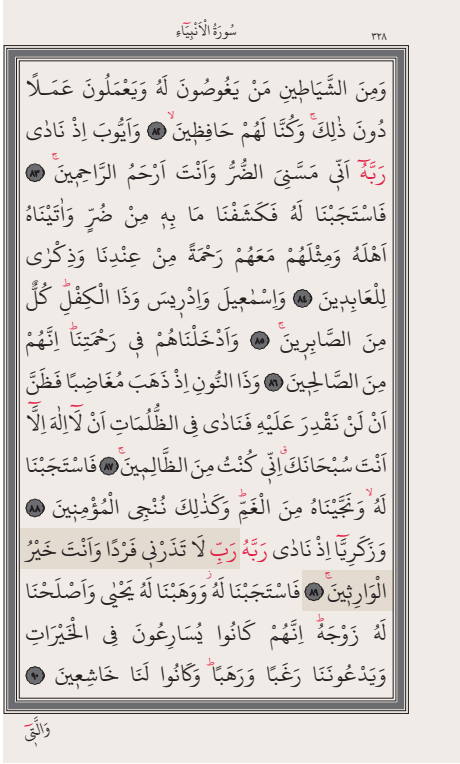 سُورَةُ الْاَنْبِيَٓاءِ
٣٢٨
وَمِنَ الشَّيَاط۪ينِ مَنْ يَغُوصُونَ لَهُ وَيَعْمَلُونَ عَمَـلًا
دُونَ ذٰلِكَۚ وَكُنَّا لَهُمْ حَافِظ۪ينَۙ ٨٢ وَاَيُّوبَ اِذْ نَادٰى
رَبَّهُٓ اَنّ۪ي مَسَّنِيَ الضُّرُّ وَاَنْتَ اَرْحَمُ الرَّاحِم۪ينَۚ ٨٣
فَاسْتَجَبْنَا لَهُ فَكَشَفْنَا مَا بِه۪ مِنْ ضُرٍّ وَاٰتَيْنَاهُ
اَهْلَهُ وَمِثْلَهُمْ مَعَهُمْ رَحْمَةً مِنْ عِنْدِنَا وَذِكْرٰى
لِلْعَابِد۪ينَ ٨٤ وَاِسْمٰع۪يلَ وَاِدْر۪يسَ وَذَا الْكِفْلِۜ كُلٌّ
مِنَ الصَّابِر۪ينَۚ ٨٥ وَاَدْخَلْنَاهُمْ ف۪ي رَحْمَتِنَاۜ اِنَّهُمْ
مِنَ الصَّالِح۪ينَ ٨٦ وَذَا النُّونِ اِذْ ذَهَبَ مُغَاضِبًا فَظَنَّ
اَنْ لَنْ نَقْدِرَ عَلَيْهِ فَنَادٰى فِي الظُّلُمَاتِ اَنْ لَٓا اِلٰهَ اِلَّٓا
اَنْتَ سُبْحَانَكَۗ اِنّ۪ي كُنْتُ مِنَ الظَّالِم۪ينَۚ ٨٧ فَاسْتَجَبْنَا
لَهُۙ وَنَجَّيْنَاهُ مِنَ الْغَمِّۜ وَكَذٰلِكَ نُنْجِي الْمُؤْمِن۪ينَ ٨٨
وَزَكَرِيَّٓا اِذْ نَادٰى رَبَّهُ رَبِّ لَا تَذَرْن۪ي فَرْدًا وَاَنْتَ خَيْرُ
الْوَارِث۪ينَۚ ٨٩ فَاسْتَجَبْنَا لَهُۘ وَوَهَبْنَا لَهُ يَحْيٰى وَاَصْلَحْنَا
لَهُ زَوْجَهُۜ اِنَّهُمْ كَانُوا يُسَارِعُونَ فِي الْخَيْرَاتِ
وَيَدْعُونَنَا رَغَبًا وَرَهَبًاۜ وَكَانُوا لَنَا خَاشِع۪ينَ ٩٠
وَالَّت۪ٓي